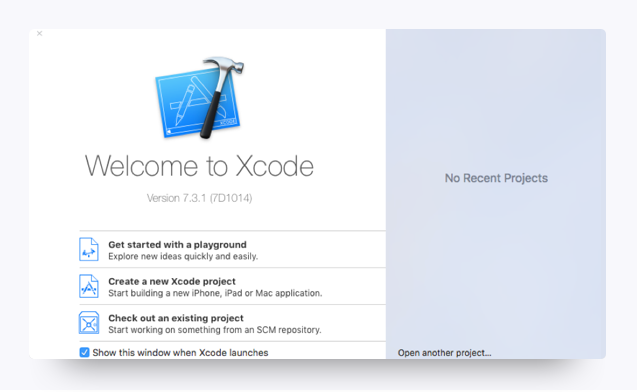 Welcome to Xcode
Version 7.3.1 (7D1014)
Get started with a playground
Explore new ideas quickly and easily.
Create a new Xcode project
Start building a new iPhone, iPad or Mac application.
Check out an existing project
Start working on something from an SCM repository.
Show this window when Xcode launches
No Recent Projects
Open another project...